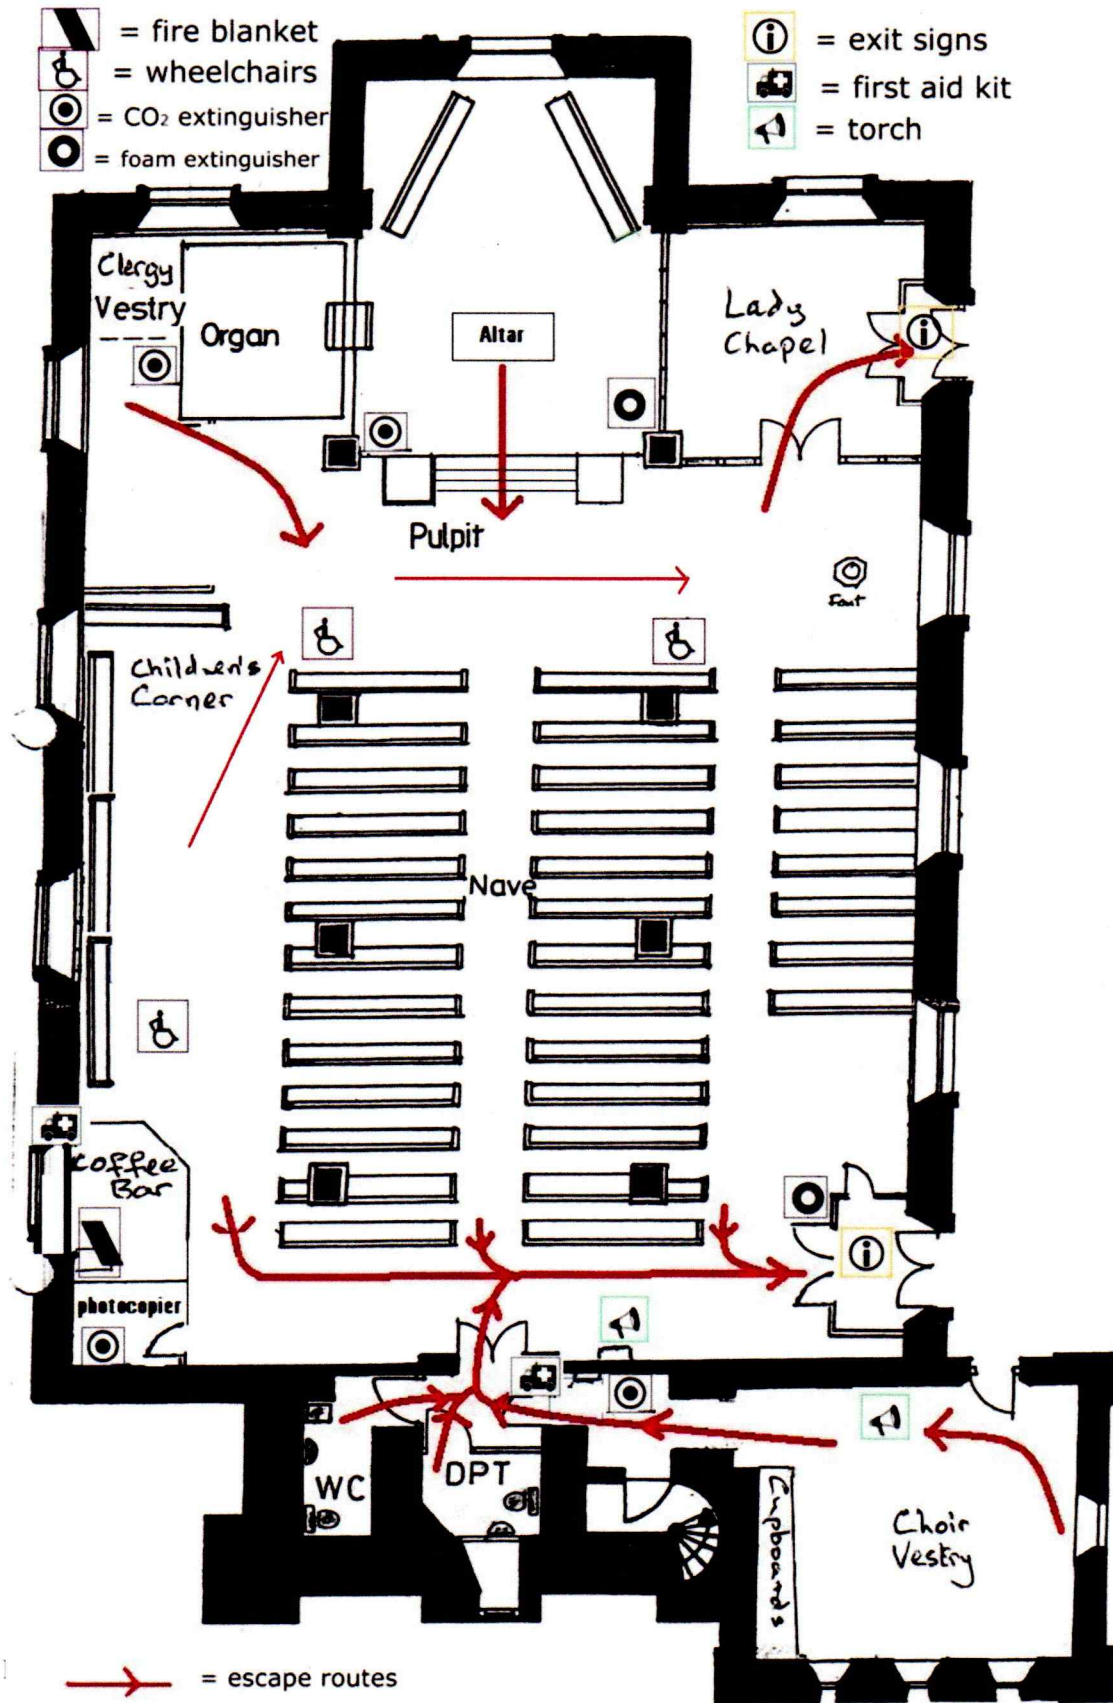 = fire blanket
= wheelchairs
= CO2 extinguisher
= foam extinguisher
= exit signs
= first aid kit
= torch
Clergy
Vestry
Organ
Altar
Lady
Chapel
Pulpit
Font
Children's
Corner
Nave
Coffee
Bar
photocopier
WC
DPT
Cupboards
Choir
Vestry
= escape routes